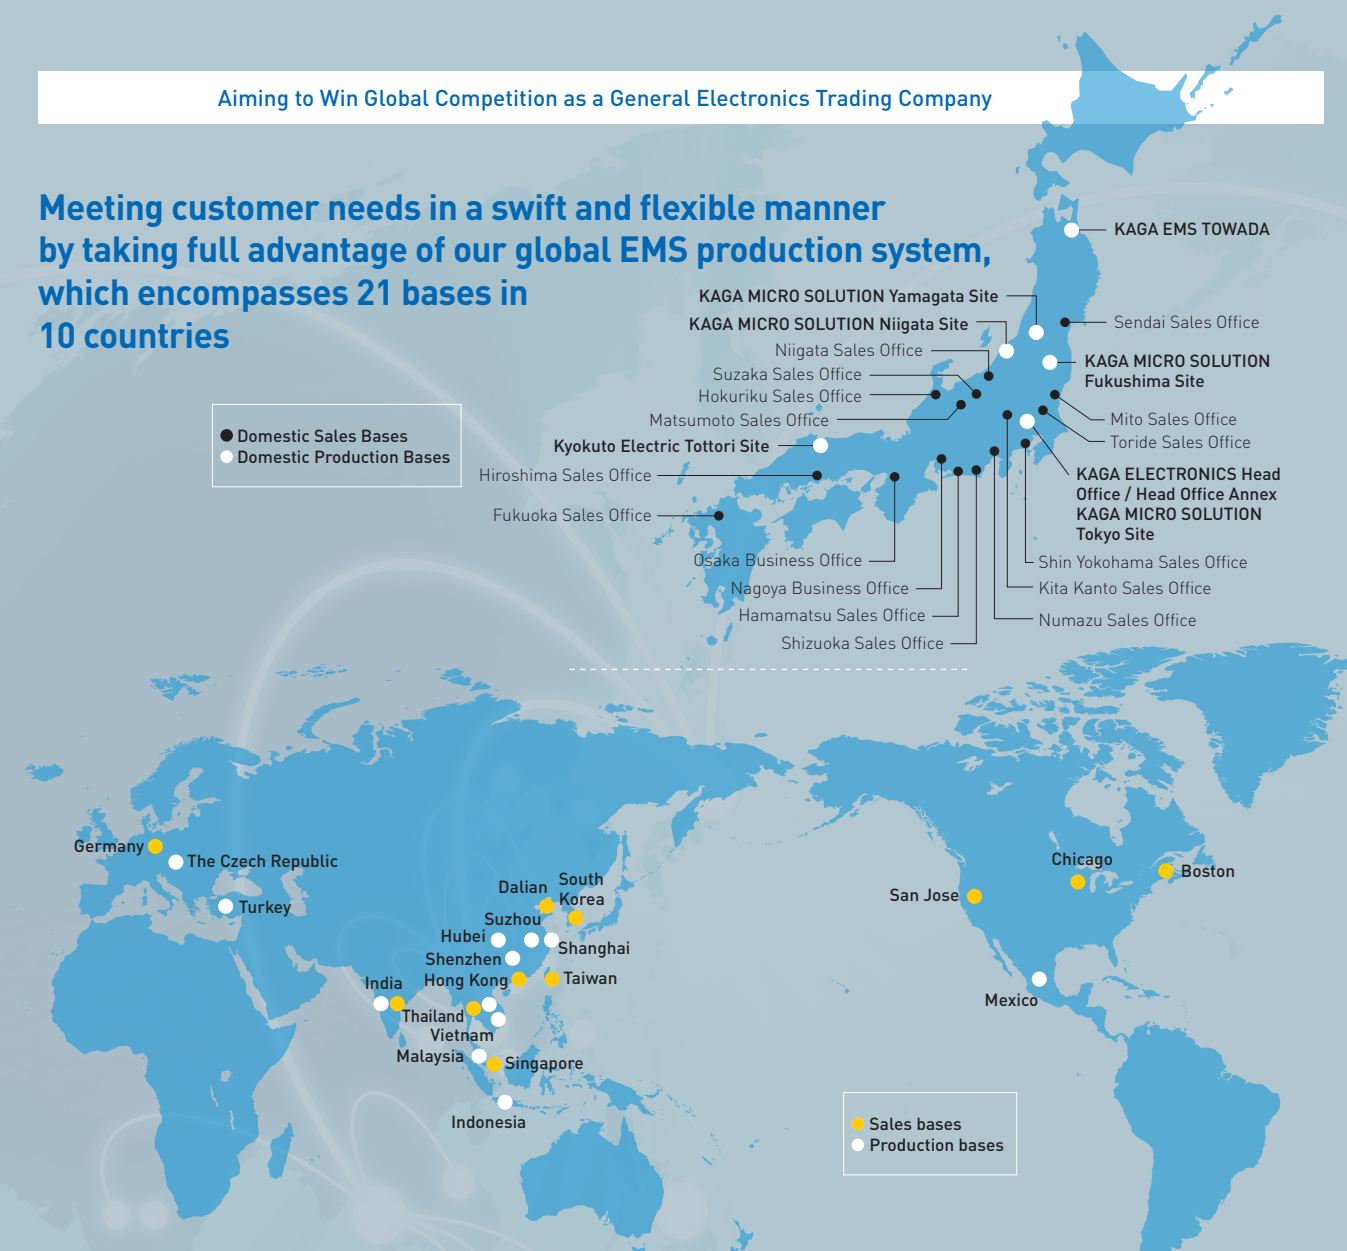 Aiming to Win Global Competition as a General Electronics Trading Company
Meeting customer needs in a swift and flexible manner
by taking full advantage of our global EMS production system,
which encompasses 21 bases in
10 countries
Domestic Sales Bases
Domestic Production Bases
KAGA EMS TOWADA
KAGA MICRO SOLUTION Yamagata Site
KAGA MICRO SOLUTION Niigata Site
Niigata Sales Office
Suzaka Sales Office
Hokuriku Sales Office
Matsumoto Sales Office
Kyokuto Electric Tottori Site
Hiroshima Sales Office
Fukuoka Sales Office
Sendai Sales Office
KAGA MICRO SOLUTION
Fukushima Site
Mito Sales Office
Toride Sales Office
KAGA ELECTRONICS Head
Office / Head Office Annex
KAGA MICRO SOLUTION
Tokyo Site
Osaka Business Office
Nagoya Business Office
Hamamatsu Sales Office
Shizuoka Sales Office
Shin Yokohama Sales Office
Kita Kanto Sales Office
Numazu Sales Office
Germany
The Czech Republic
Turkey
Dalian
South
Korea
Suzhou
Hubei
Shanghai
Shenzhen
Hong Kong
Taiwan
India
Thailand
Vietnam
Malaysia
Singapore
Indonesia
San Jose
Chicago
Boston
Mexico
Sales bases
Production bases